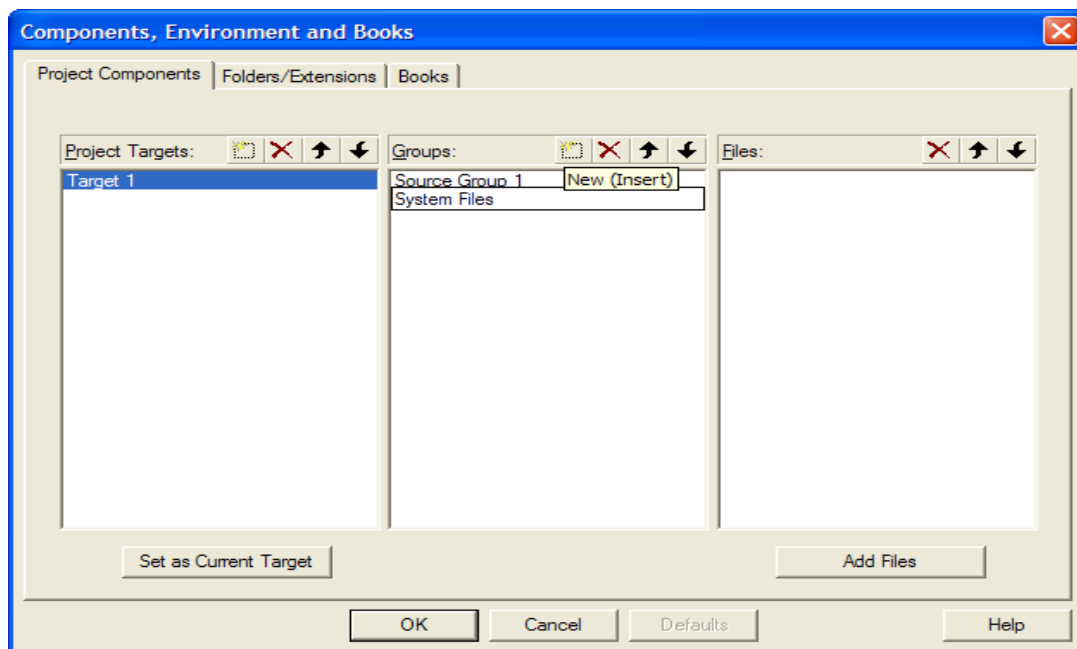 Components, Environment and Books
Project Components Folders/Extensions Books
Project Targets: Groups: Files:
Target 1 Source Group 1 New (Insert)
System Files
Set as Current Target Add Files
OK Cancel Defaults Help